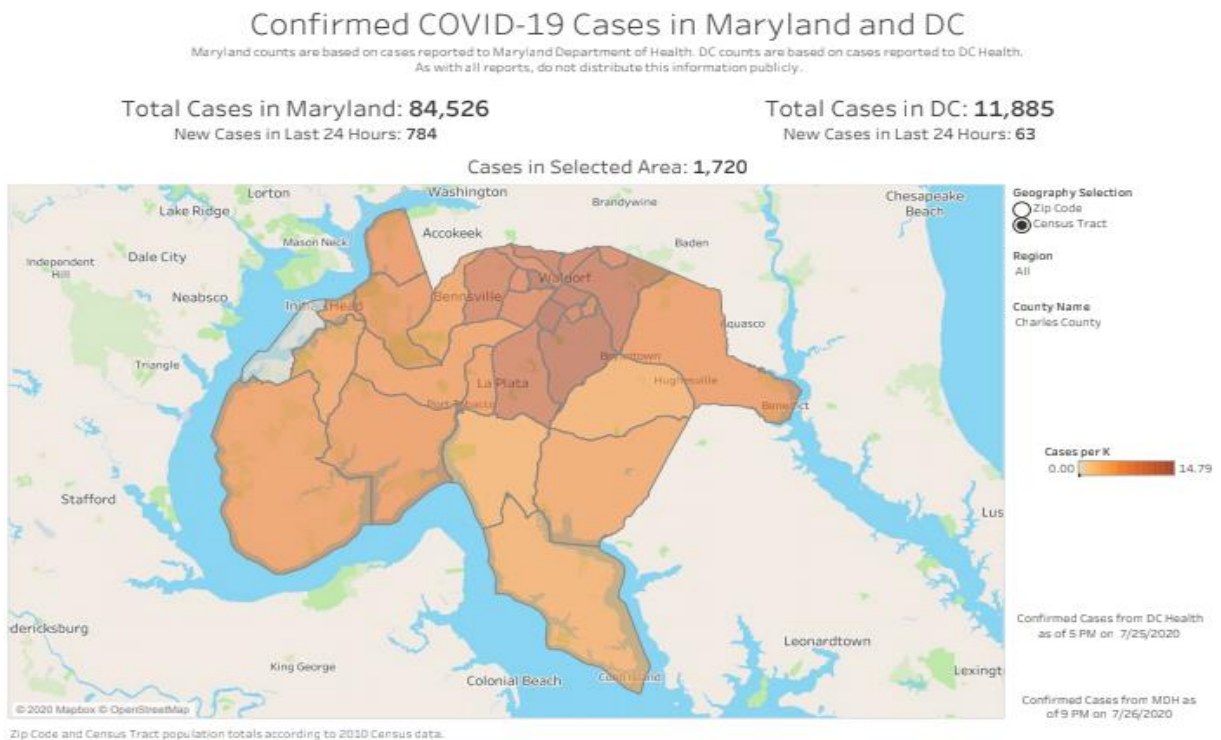 Confirmed COVID-19 Cases in Maryland and DC
Maryland counts are based on cases reported to Maryland Department of Health. DC counts are based on cases reported to DC Health.
As with all reports, do not distribute this information publicly.
Total Cases in Maryland: 84,526
Total Cases in DC: 11,885
New Cases in Last 24 Hours: 784
New Cases in Last 24 Hours: 63
Cases in Selected Area: 1,720
Lorton
Washington
Chesapeake
Beach
Lake Ridge
Brandywine
Accokeek
Mason Neck
Baden
Independent
Hill
Dale City
Waldorf
Neabsco
Bennsville
Head
Aquasco
Triangle
Bryantown
La Plata
Hughesville
Port Tobacco
Benedict
Stafford
Lus
edericksburg
Leonardtown
King George
Lexingt
Colonial Beach
Cobb Island
© 2020 Mapbox © OpenStreetMap
Geography Selection
Zip Code
Census Tract
Region
All
County Name
Charles County
Cases per K
0.00
14.79
Confirmed Cases from DC Health
as of 5 PM on 7/25/2020
Confirmed Cases from MDH as
of 9 PM on 7/26/2020
Zip Code and Census Tract population totals according to 2010 Census data.